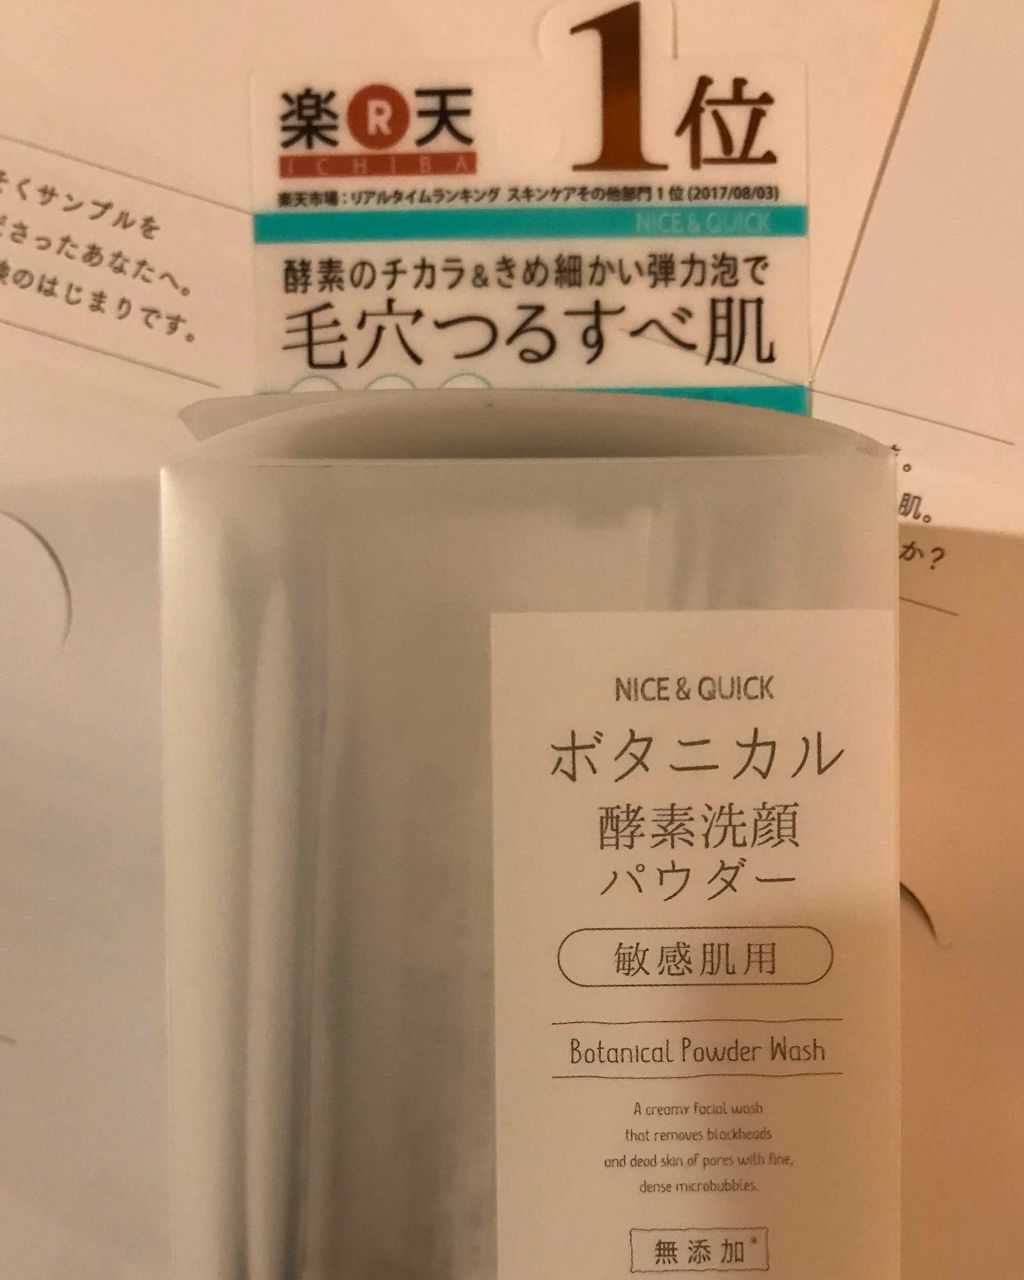 1位
楽R天
ICHIBA
楽天市場：リアルタイムランキング スキンケアその他部門1位(2017/08/03)
NICE & QUICK
酵素のチカラ&きめ細かい弾力泡で
毛穴つるすべ肌
そくサンプルを
ださったあなたへ。
験のはじまりです。
。
肌。
か？
NICE & QUICK
ボタニカル
酵素洗顔
パウダー
敏感肌用
Botanical Powder Wash
A creamy facial wash
that removes blackheads
and dead skin of pores with fine,
dense microbubbles.
無添加*